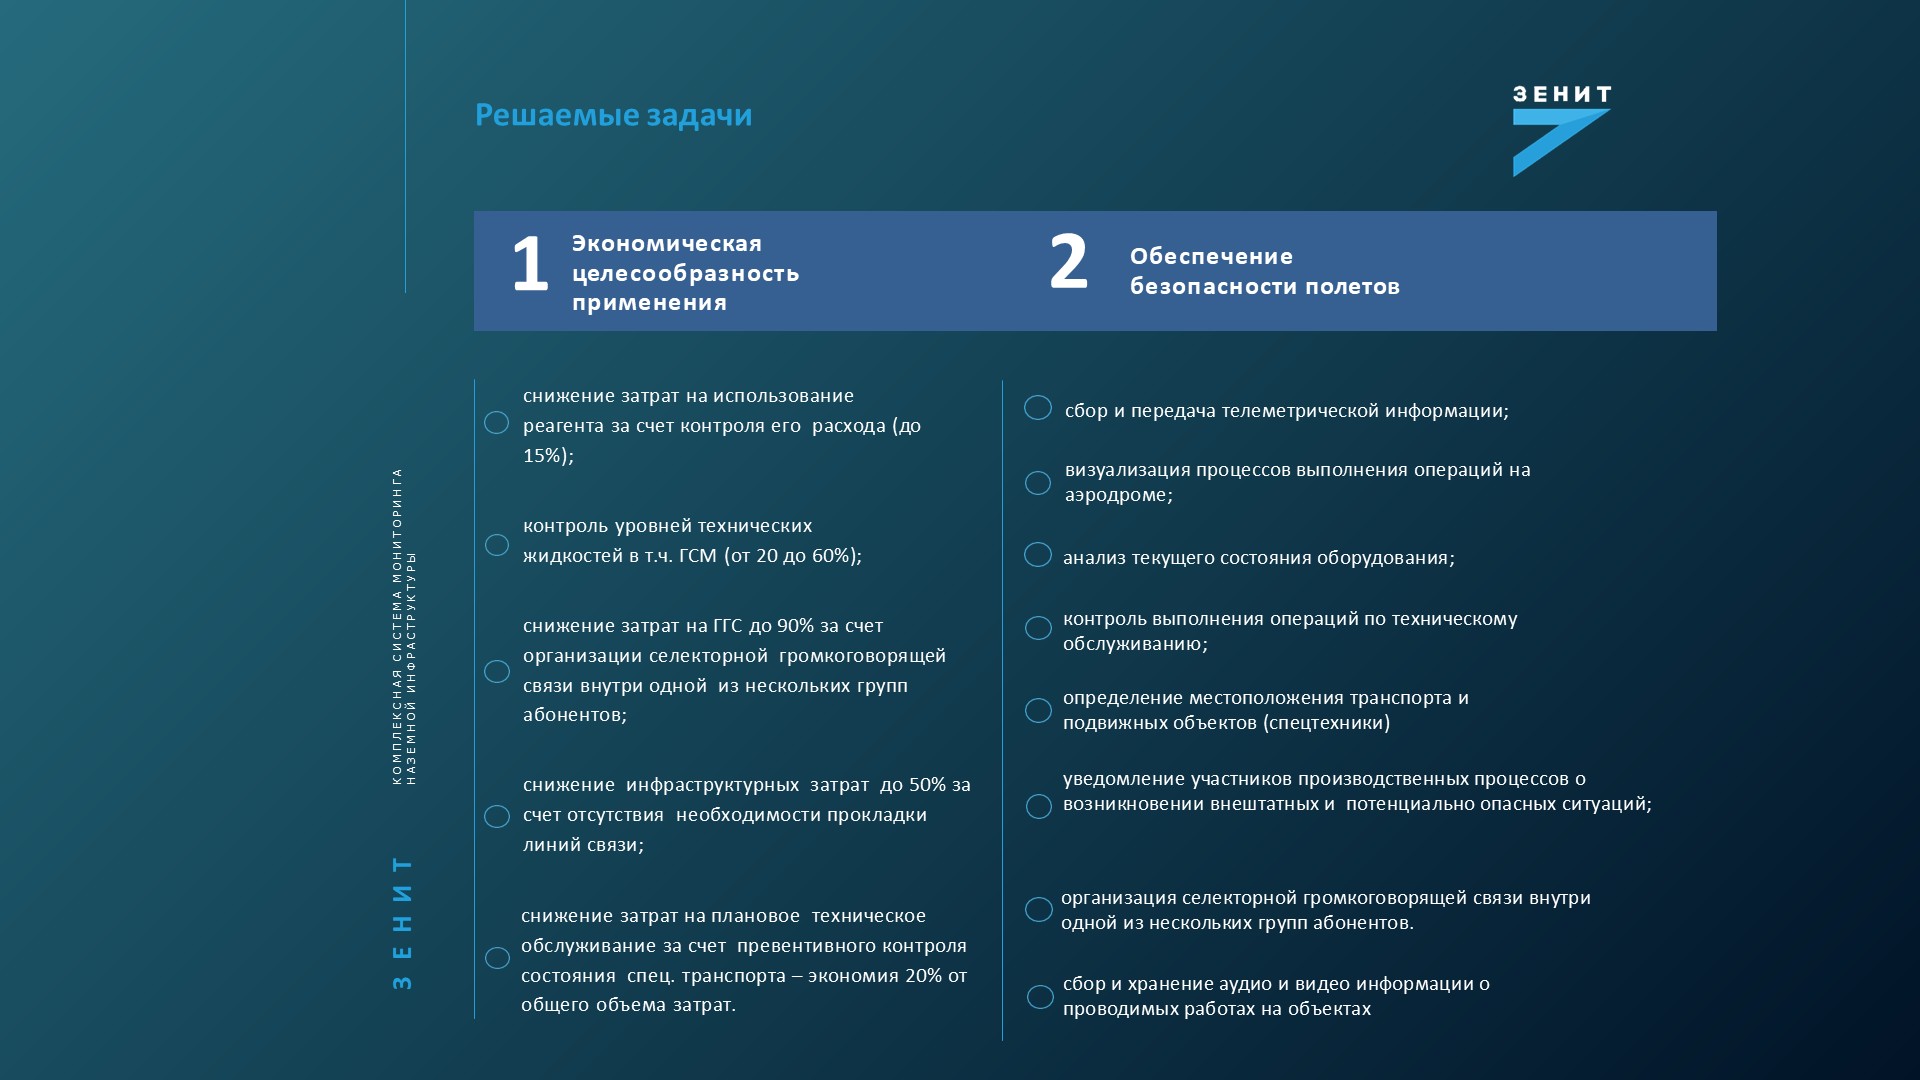 Решаемые задачи
ЗЕНИТ
1
Экономическая
целесообразность
применения
2
Обеспечение
безопасности полетов
снижение затрат на использование
реагента за счет контроля его расхода (до
15%);
контроль уровней технических
жидкостей в т.ч. ГСМ (от 20 до 60%);
снижение затрат на ГГС до 90% за счет
организации селекторной громкоговорящей
связи внутри одной из нескольких групп
абонентов;
снижение инфраструктурных затрат до 50% за
счет отсутствия необходимости прокладки
линий связи;
снижение затрат на плановое техническое
обслуживание за счет превентивного контроля
состояния спец. транспорта – экономия 20% от
общего объема затрат.
сбор и передача телеметрической информации;
визуализация процессов выполнения операций на
аэродроме;
анализ текущего состояния оборудования;
контроль выполнения операций по техническому
обслуживанию;
определение местоположения транспорта и
подвижных объектов (спецтехники)
уведомление участников производственных процессов о
возникновении внештатных и потенциально опасных ситуаций;
организация селекторной громкоговорящей связи внутри
одной из нескольких групп абонентов.
сбор и хранение аудио и видео информации о
проводимых работах на объектах
КОМПЛЕКСНАЯ СИСТЕМА МОНИТОРИНГА
НАЗЕМНОЙ ИНФРАСТРУКТУРЫ
ЗЕНИТ